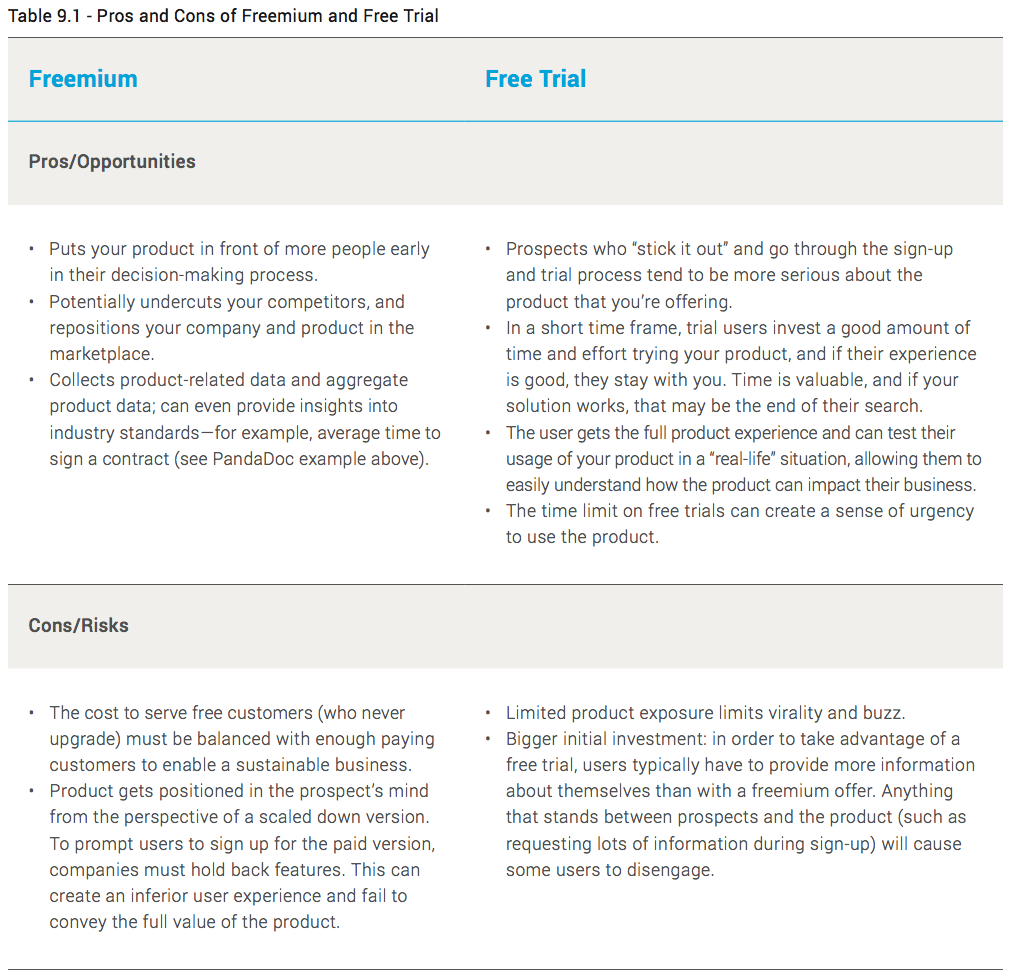 Table 9.1 - Pros and Cons of Freemium and Free Trial
Freemium
Free Trial
Pros/Opportunities
• Puts your product in front of more people early
in their decision-making process.
• Potentially undercuts your competitors, and
repositions your company and product in the
marketplace.
• Collects product-related data and aggregate
product data; can even provide insights into
industry standards—for example, average time to
sign a contract (see PandaDoc example above).
• Prospects who “stick it out” and go through the sign-up
and trial process tend to be more serious about the
product that you’re offering.
• In a short time frame, trial users invest a good amount of
time and effort trying your product, and if their experience
is good, they stay with you. Time is valuable, and if your
solution works, that may be the end of their search.
• The user gets the full product experience and can test their
usage of your product in a “real-life” situation, allowing them to
easily understand how the product can impact their business.
• The time limit on free trials can create a sense of urgency
to use the product.
Cons/Risks
• The cost to serve free customers (who never
upgrade) must be balanced with enough paying
customers to enable a sustainable business.
• Product gets positioned in the prospect’s mind
from the perspective of a scaled down version.
To prompt users to sign up for the paid version,
companies must hold back features. This can
create an inferior user experience and fail to
convey the full value of the product.
• Limited product exposure limits virality and buzz.
• Bigger initial investment: in order to take advantage of a
free trial, users typically have to provide more information
about themselves than with a freemium offer. Anything
that stands between prospects and the product (such as
requesting lots of information during sign-up) will cause
some users to disengage.